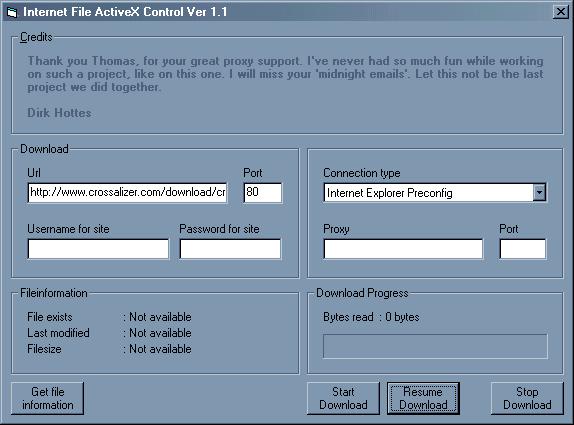 Internet File ActiveX Control Ver 1.1
Credits
Thank you Thomas, for your great proxy support. I've never had so much fun while working
on such a project, like on this one. I will miss your 'midnight emails'. Let this not be the last
project we did together.
Dirk Hottes
Download
Url Port
http://www.crossalizer.com/download/cr 80
Username for site Password for site
Connection type
Internet Explorer Preconfig
Proxy Port
Fileinformation
File exists : Not available
Last modified : Not available
Filesize : Not available
Download Progress
Bytes read : 0 bytes
Get file
information
Start
Download
Resume
Download
Stop
Download